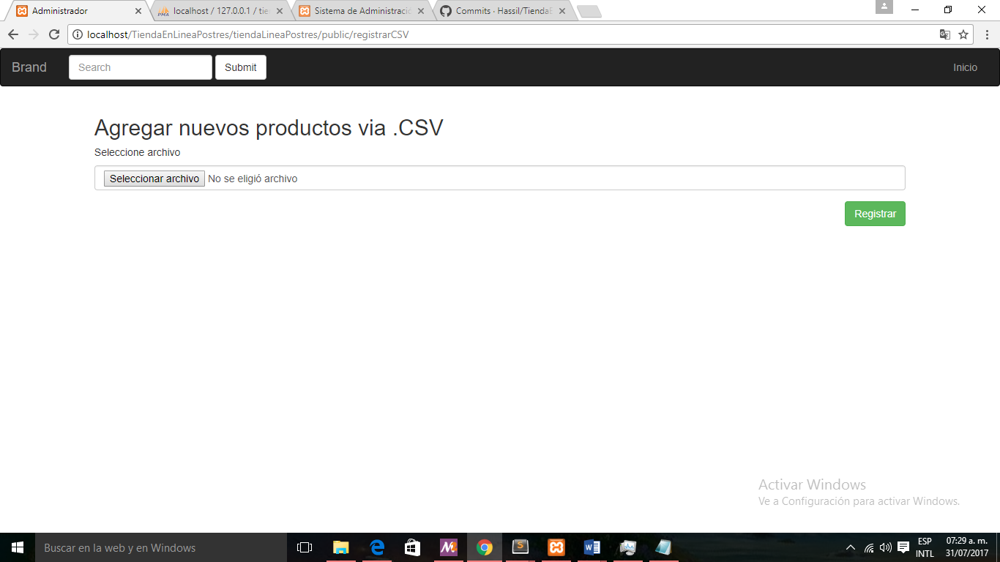 Administrador
localhost / 127.0.0.1 / tie
Sistema de Administració
Commits - Hassil/Tienda
localhost/TiendaEnLineaPostres/tiendaLineaPostres/public/registrarCSV
Brand
Search
Submit
Inicio
Agregar nuevos productos via .CSV
Seleccione archivo
Seleccionar archivo
No se eligió archivo
Registrar
Activar Windows
Ve a Configuración para activar Windows.
Buscar en la web y en Windows
ESP
INTL
07:29 a. m.
31/07/2017